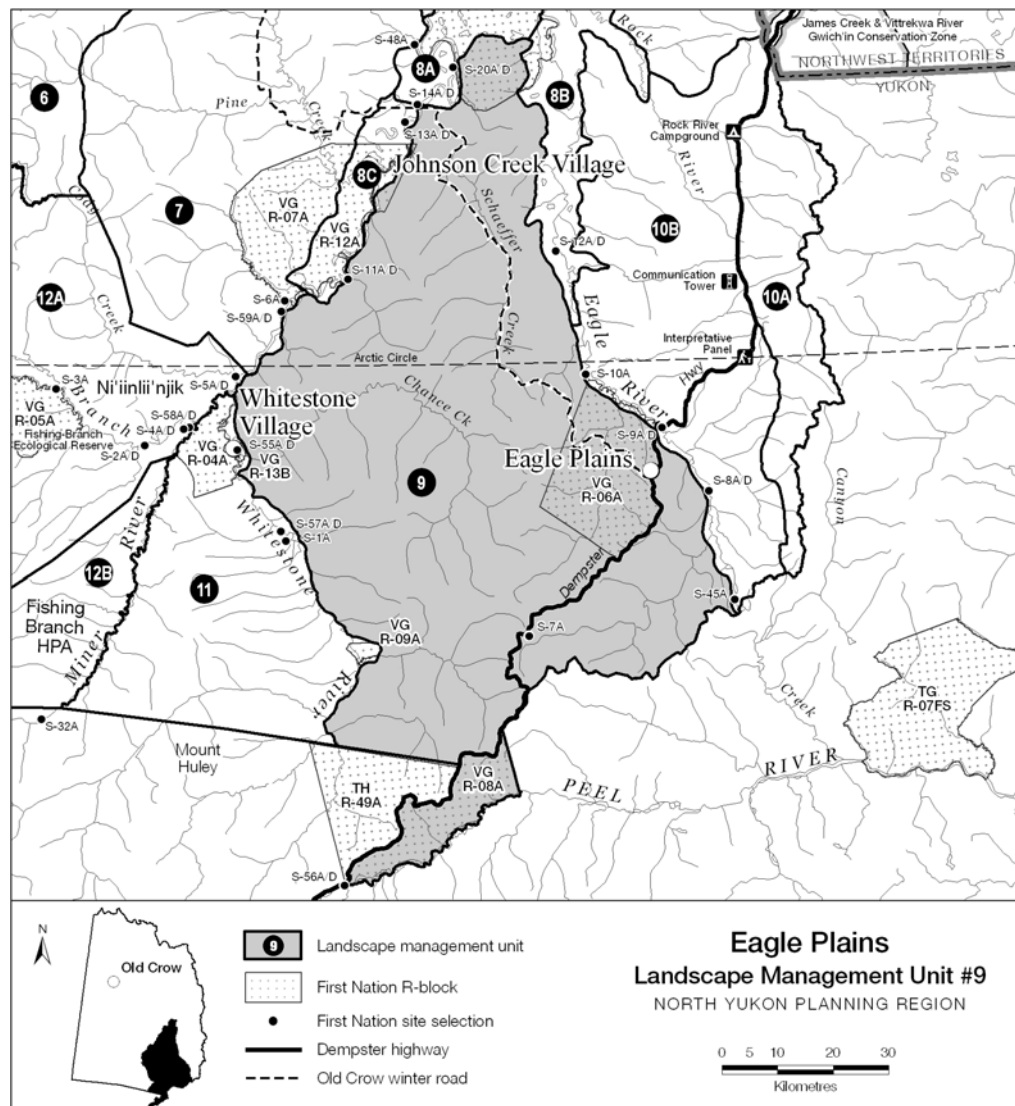 James Creek & Vittrekwa River
Gwich'in Conservation Zone
NORTHWEST TERRITORIES
YUKON
S-48A
8A
S-20A/D
Rock
River
6
Pine
Creek
S-14A D
S-13A D
8B
Rock River
Campground
Johnson Creek Village
8C
7
VG
R-07A
VG
R-12A
Schaeffer
Creek
10B
S-12A/D
S-11A D
12A
Creek
S-6A
S-59A/D
Eagle
River
Communication
Tower
10A
Interpretative
Panel
Arctic Circle
Hwy
S-3A
Ni'iinlii'njik
S-5A D
S-10A
Branch
VG
R-05A
Fishing-Branch
Ecological Reserve
S-58A D
S-4A D
S-2A D
Whitestone
Village
Chance Ck
VG
R-04A
S-55A D
VG
R-13B
S-9A D
Eagle Plains
9
VG
R-06A
S-8A D
Canyon
Creek
S-57A D
S-1A
Whitestone
River
12B
11
Dempster
Fishing
Branch
HPA
Miner
River
S-45A
VG
R-09A
S-7A
TG
R-07FS
S-32A
Mount
Huley
TH
R-49A
VG
R-08A
PEEL
RIVER
S-56A/D
N
Old Crow
9
Landscape management unit
First Nation R-block
First Nation site selection
Dempster highway
Old Crow winter road
Eagle Plains
Landscape Management Unit #9
NORTH YUKON PLANNING REGION
0 5 10 20 30
Kilometres